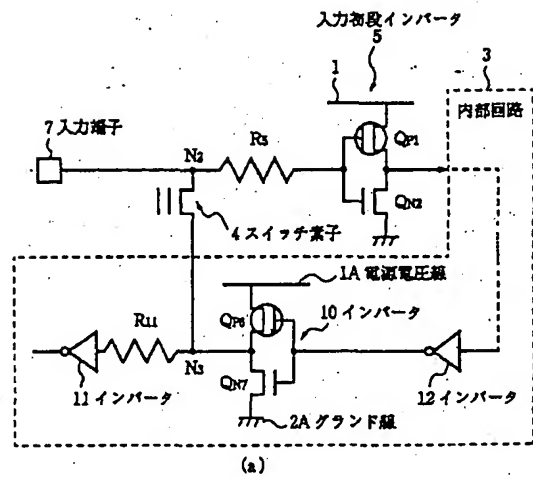 入力初段インバータ
5
1
3
内部回路
7 入力端子
N2
R3
QP1
QN2
4 スイッチ素子
1A 電源電圧線
R11
QP6
10 インバータ
N3
QN7
11 インバータ
12 インバータ
2A グランド線
(a)